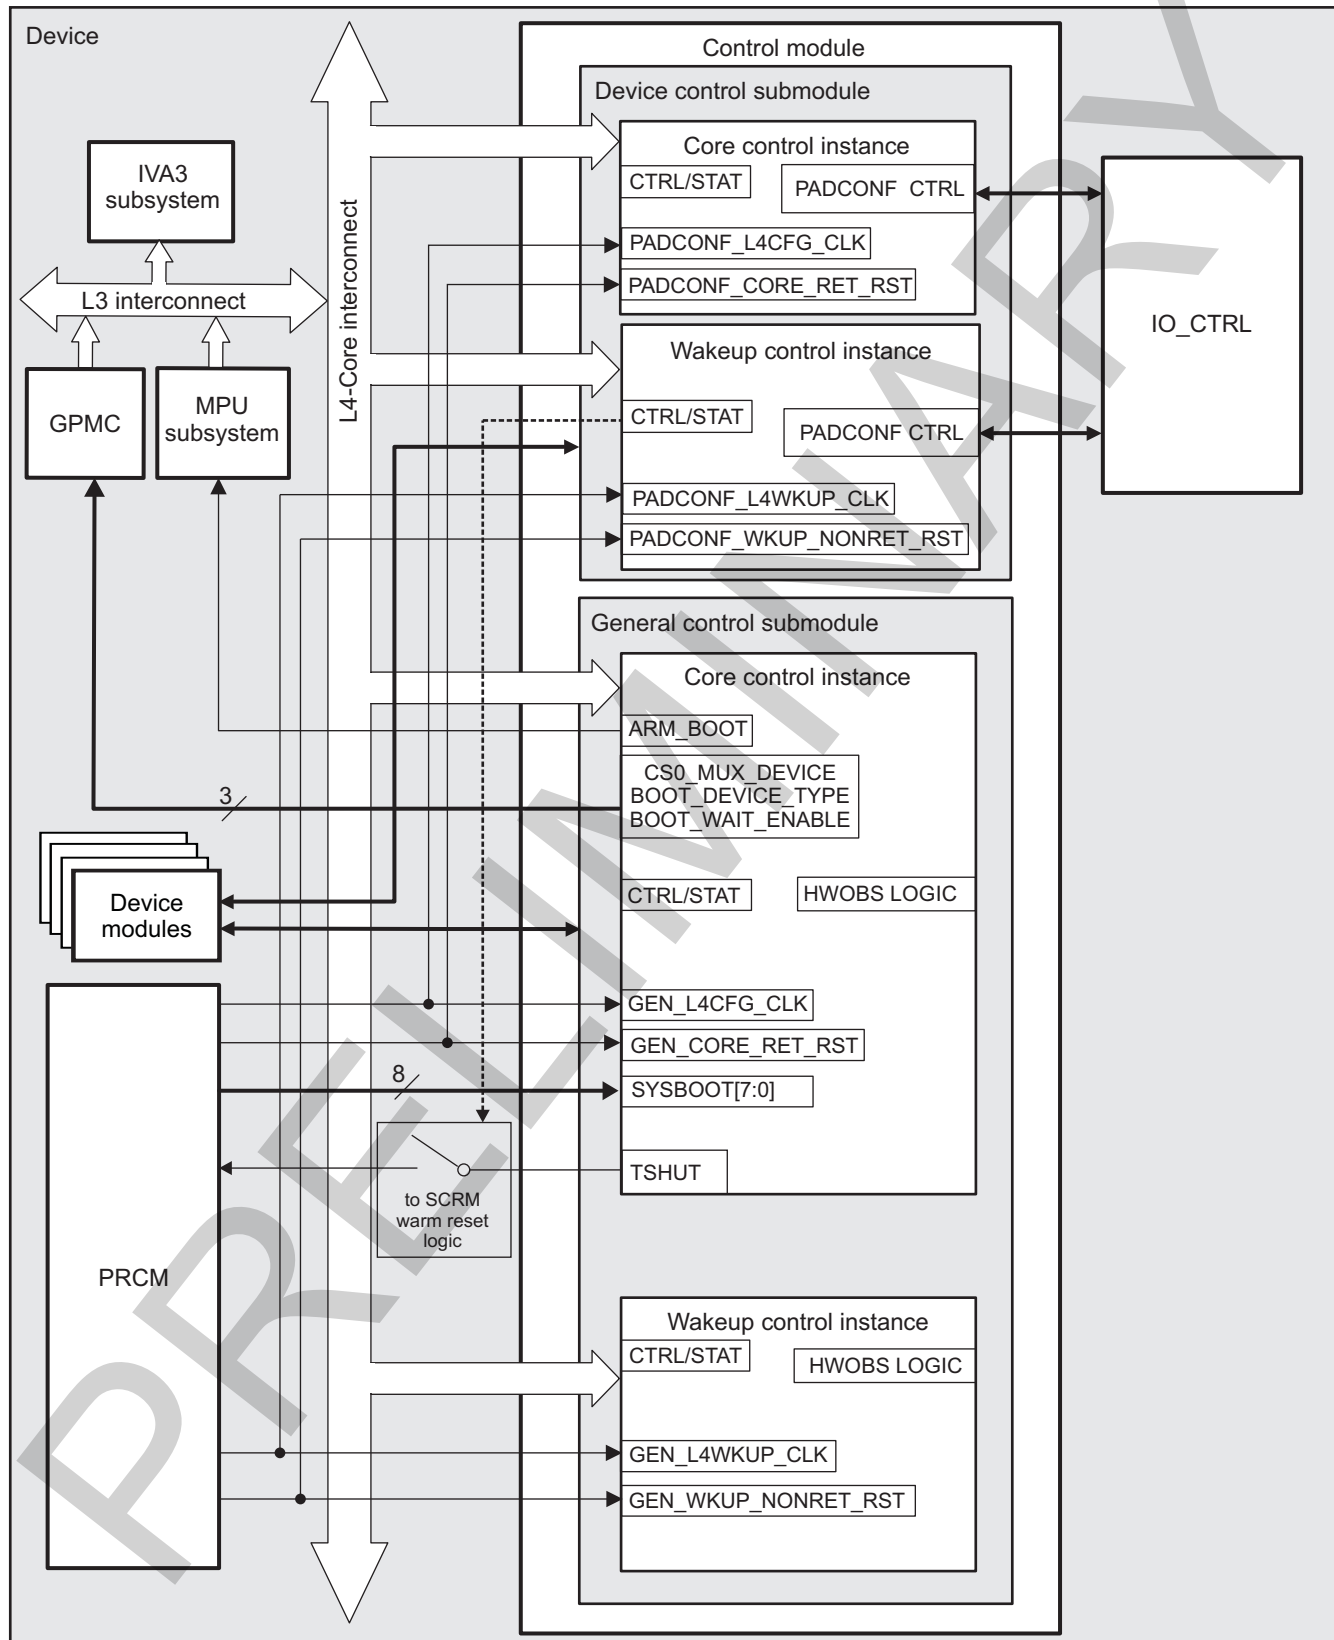 Device
Control module
Device control submodule
Core control instance
CTRL/STAT
PADCONF CTRL
PADCONF_L4CFG_CLK
PADCONF_CORE_RET_RST
IVA3
subsystem
L3 interconnect
L4-Core interconnect
GPMC
MPU
subsystem
IO_CTRL
Wakeup control instance
CTRL/STAT
PADCONF CTRL
PADCONF_L4WKUP_CLK
PADCONF_WKUP_NONRET_RST
General control submodule
Core control instance
ARM_BOOT
CS0_MUX_DEVICE
BOOT_DEVICE_TYPE
BOOT_WAIT_ENABLE
3
CTRL/STAT
HWOBS LOGIC
Device
modules
GEN_L4CFG_CLK
GEN_CORE_RET_RST
8
SYSBOOT[7:0]
TSHUT
to SCRM
warm reset
logic
PRCM
Wakeup control instance
CTRL/STAT
HWOBS LOGIC
GEN_L4WKUP_CLK
GEN_WKUP_NONRET_RST
PRELIMINARY